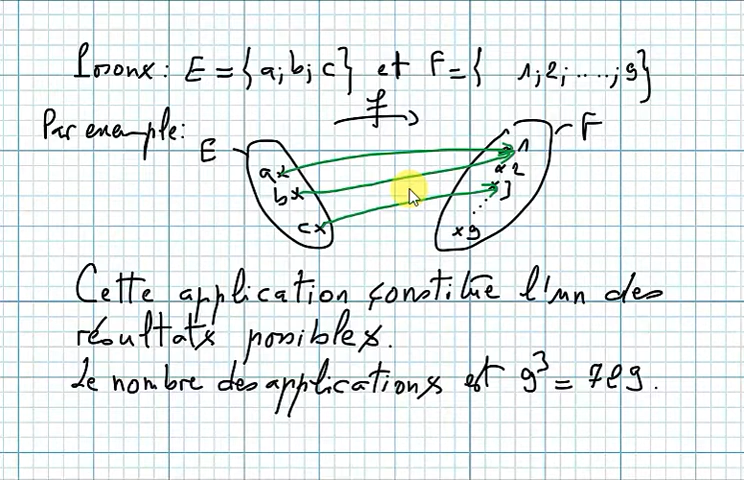 Posons : E = {a; b; c} et F = { 1; 2; ....; 9}
f
Par exemple :
E
F
a x
b x
c x
x 1
x 2
x 3
x 9
Cette application constitue l'un des
résultats possibles.
Le nombre des applications est 9³ = 729.